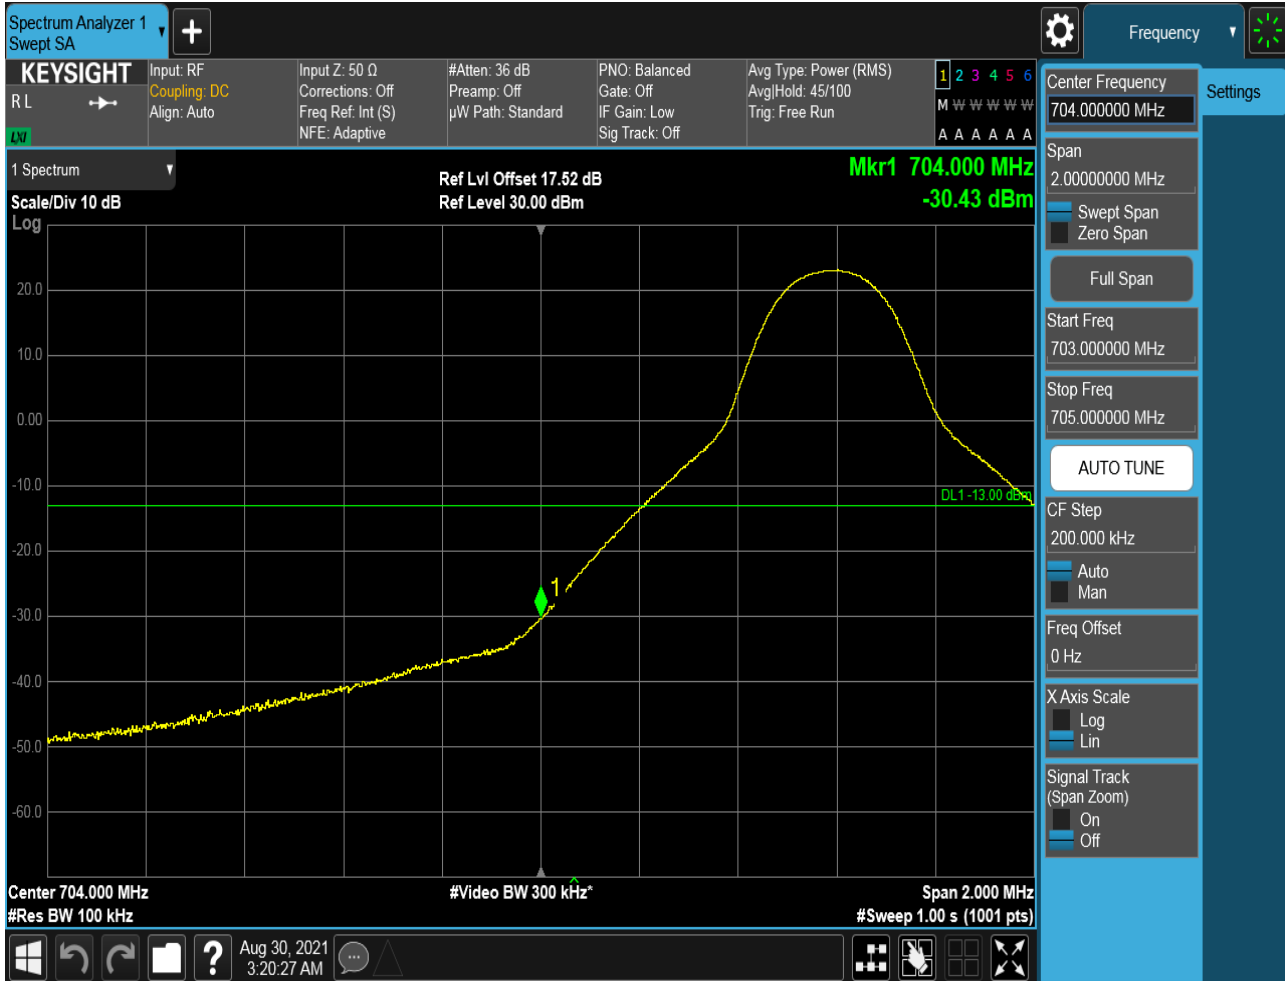 Spectrum Analyzer 1
Swept SA
+
Frequency
KEYSIGHT
R L
LXI
Input: RF
Coupling: DC
Align: Auto
Input Z: 50 Ω
Corrections: Off
Freq Ref: Int (S)
NFE: Adaptive
#Atten: 36 dB
Preamp: Off
µW Path: Standard
PNO: Balanced
Gate: Off
IF Gain: Low
Sig Track: Off
Avg Type: Power (RMS)
Avg|Hold: 45/100
Trig: Free Run
1 2 3 4 5 6
M W W W W W
A A A A A A
1 Spectrum
Scale/Div 10 dB
Log
Ref Lvl Offset 17.52 dB
Ref Level 30.00 dBm
Mkr1 704.000 MHz
-30.43 dBm
20.0
10.0
0.00
-10.0
-20.0
-30.0
-40.0
-50.0
-60.0
DL1 -13.00 dBm
1
Center 704.000 MHz
#Res BW 100 kHz
#Video BW 300 kHz*
Span 2.000 MHz
#Sweep 1.00 s (1001 pts)
Center Frequency
704.000000 MHz
Span
2.00000000 MHz
Swept Span
Zero Span
Full Span
Start Freq
703.000000 MHz
Stop Freq
705.000000 MHz
AUTO TUNE
CF Step
200.000 kHz
Auto
Man
Freq Offset
0 Hz
X Axis Scale
Log
Lin
Signal Track
(Span Zoom)
On
Off
Settings
?
Aug 30, 2021
3:20:27 AM